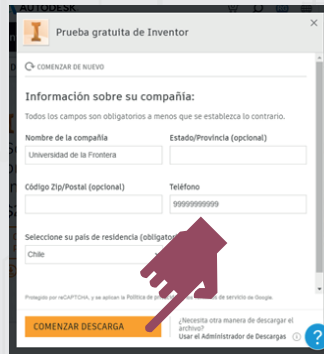 AUTODESK
Prueba gratuita de Inventor
COMENZAR DE NUEVO
Información sobre su compañía:
Todos los campos son obligatorios a menos que se establezca lo contrario.
Nombre de la compañía
Estado/Provincia (opcional)
Universidad de la Frontera
Código Zip/Postal (opcional)
Teléfono
99999999999
Seleccione su país de residencia (obligator
Chile
Protegido por reCAPTCHA, y se aplican la Política de de servicio de Google.
COMENZAR DESCARGA
¿Necesita otra manera de descargar el
archivo?
Usar el Administrador de Descargas
?